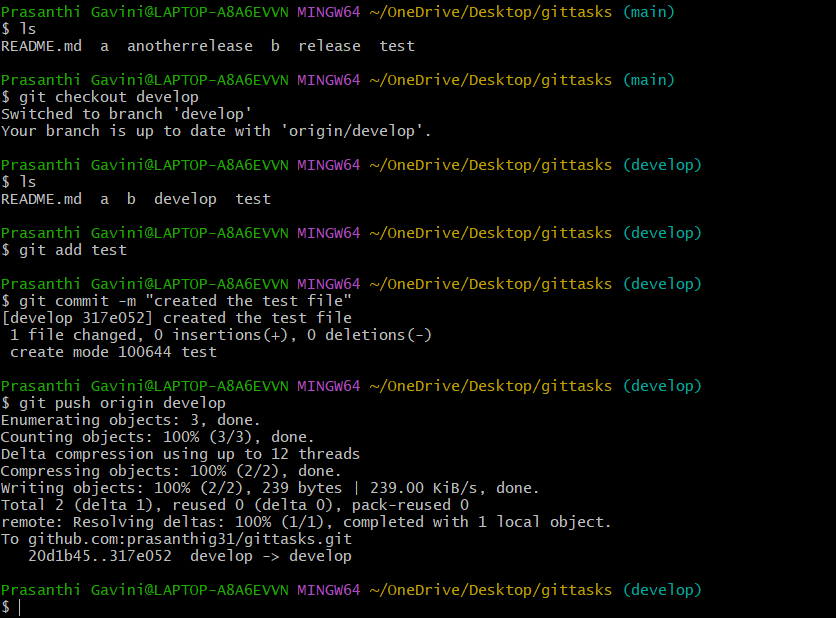 Prasanthi Gavini@LAPTOP-A8A6EVVN MINGW64 ~/OneDrive/Desktop/gittasks (main)
$ ls
README.md  a  anotherrelease  b  release  test
Prasanthi Gavini@LAPTOP-A8A6EVVN MINGW64 ~/OneDrive/Desktop/gittasks (main)
$ git checkout develop
Switched to branch 'develop'
Your branch is up to date with 'origin/develop'.
Prasanthi Gavini@LAPTOP-A8A6EVVN MINGW64 ~/OneDrive/Desktop/gittasks (develop)
$ ls
README.md  a  b  develop  test
Prasanthi Gavini@LAPTOP-A8A6EVVN MINGW64 ~/OneDrive/Desktop/gittasks (develop)
$ git add test
Prasanthi Gavini@LAPTOP-A8A6EVVN MINGW64 ~/OneDrive/Desktop/gittasks (develop)
$ git commit -m "created the test file"
[develop 317e052] created the test file
 1 file changed, 0 insertions(+), 0 deletions(-)
 create mode 100644 test
Prasanthi Gavini@LAPTOP-A8A6EVVN MINGW64 ~/OneDrive/Desktop/gittasks (develop)
$ git push origin develop
Enumerating objects: 3, done.
Counting objects: 100% (3/3), done.
Delta compression using up to 12 threads
Compressing objects: 100% (2/2), done.
Writing objects: 100% (2/2), 239 bytes | 239.00 KiB/s, done.
Total 2 (delta 1), reused 0 (delta 0), pack-reused 0
remote: Resolving deltas: 100% (1/1), completed with 1 local object.
To github.com:prasanthig31/gittasks.git
   20d1b45..317e052  develop -> develop
Prasanthi Gavini@LAPTOP-A8A6EVVN MINGW64 ~/OneDrive/Desktop/gittasks (develop)
$